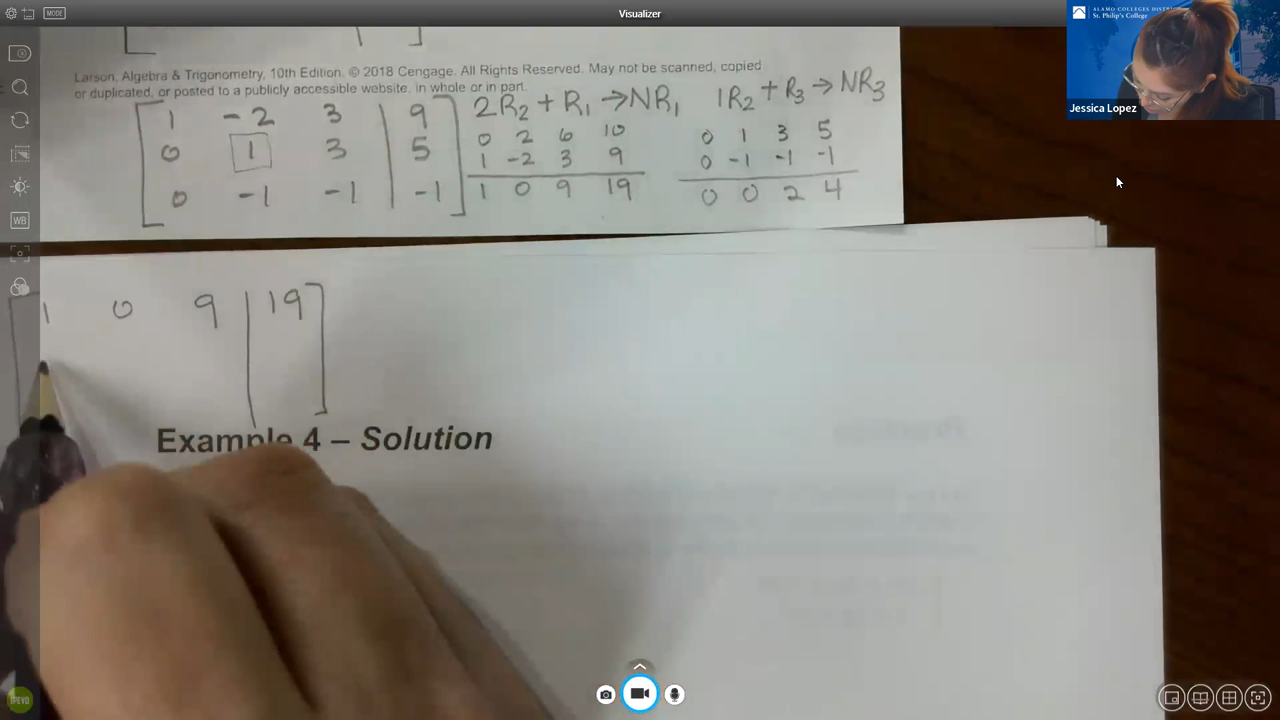 MODE
Visualizer
ALAMO COLLEGES DISTRICT
St. Philip's College
Jessica Lopez
Larson, Algebra & Trigonometry, 10th Edition. © 2018 Cengage. All Rights Reserved. May not be scanned, copied
or duplicated, or posted to a publicly accessible website, in whole or in part.
1 -2 3 | 9
0 1 3 | 5
0 -1 -1 | -1
2R₂ + R₁ → NR₁
0 2 6 10
1 -2 3 9
1 0 9 19
1R₂ + R₃ → NR₃
0 1 3 5
0 -1 -1 -1
0 0 2 4
WB
1 0 9 | 19
Example 4 – Solution
IPEVO